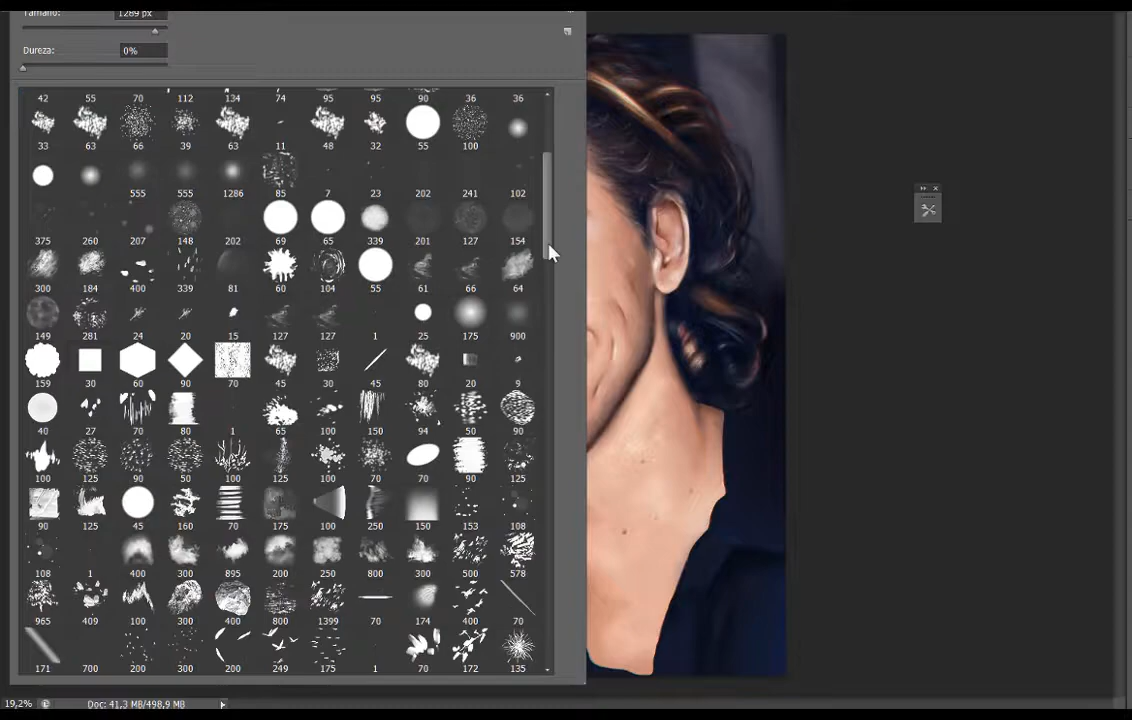 Tamaño: 1289 px
Dureza: 0%
42 55 70 112 134 74 95 95 90 36 36
33 63 66 39 63 11 48 32 55 100
555 555 1286 85 7 23 202 241 102
375 260 207 148 202 69 65 339 201 127 154
300 184 400 339 81 60 104 55 61 66 64
149 281 24 20 15 127 127 1 25 175 900
159 30 60 90 70 45 30 45 80 20 9
40 27 70 80 1 65 100 150 94 50 90
100 125 90 50 100 125 100 70 70 90 125
90 125 45 160 70 175 100 250 150 153 108
108 1 400 300 895 200 250 800 300 500 578
965 409 100 300 400 800 1399 70 174 400 70
171 700 200 300 200 249 175 1 70 172 135
19,2% Doc: 41,3 MB/498,9 MB